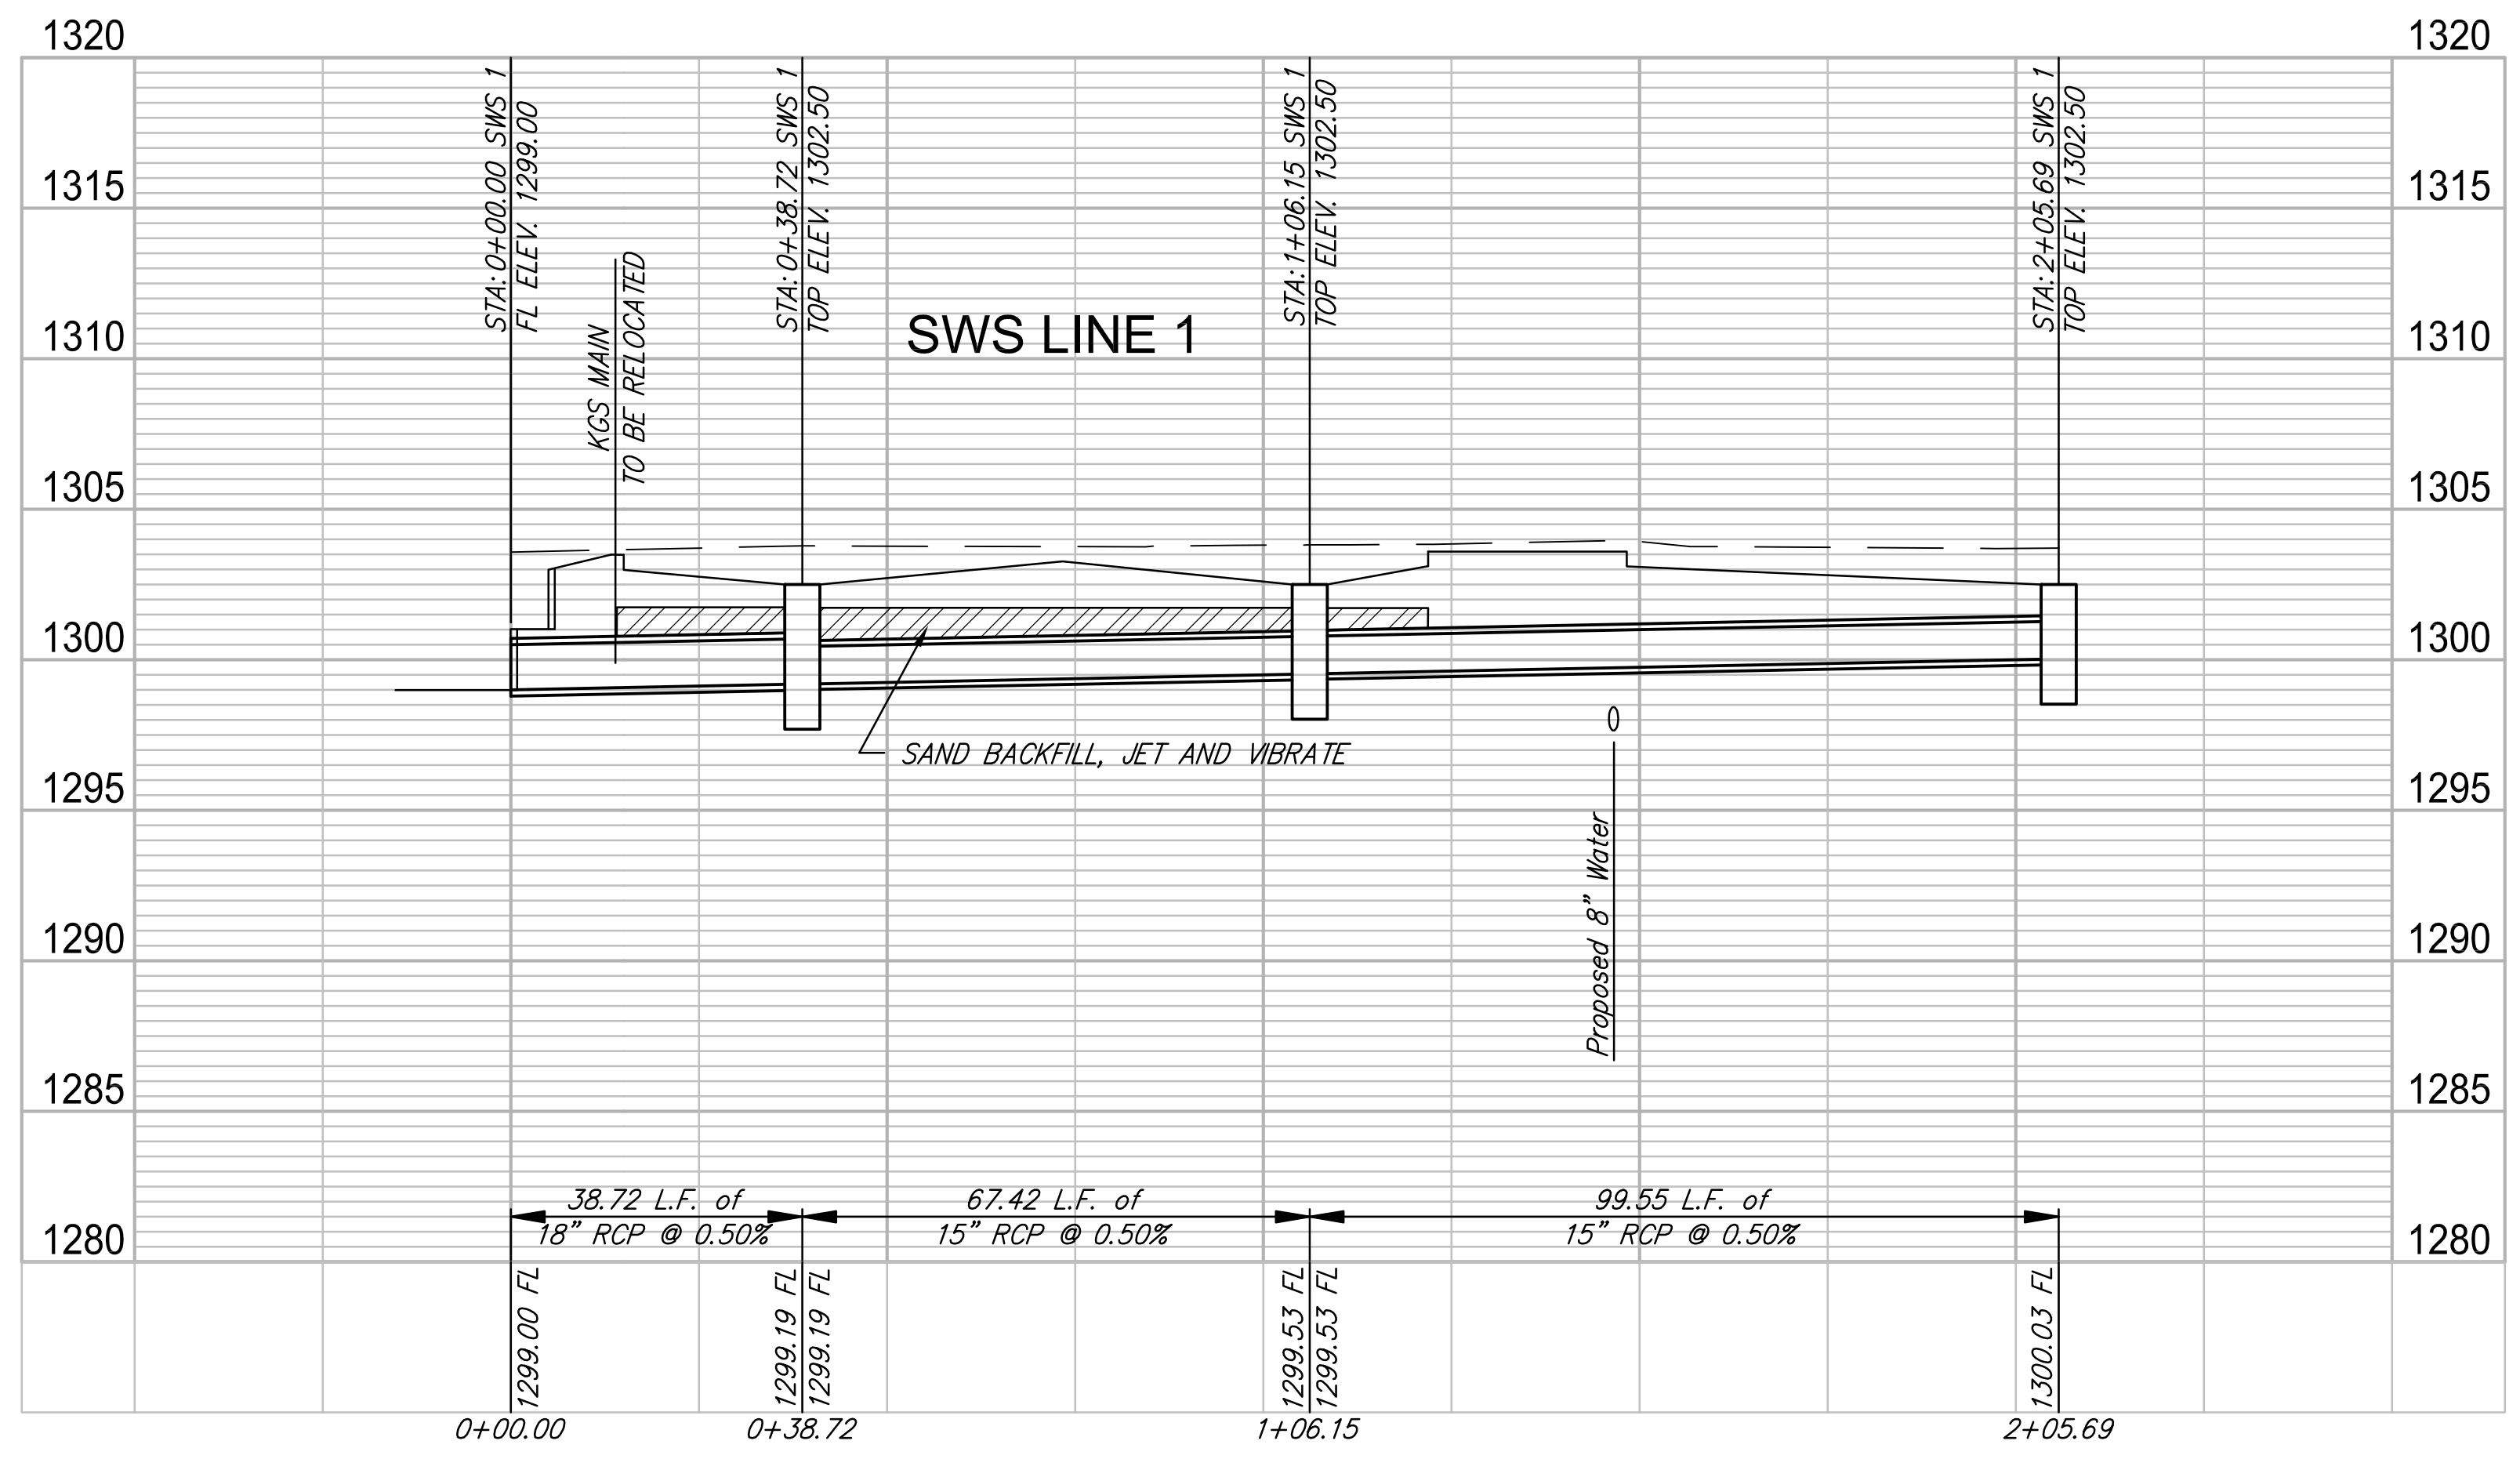 1320
1320
1315
1315
1310
1310
1305
1305
1300
1300
1295
1295
1290
1290
1285
1285
1280
1280
STA:0+00.00 SWS 1
FL ELEV. 1299.00
KGS MAIN
TO BE RELOCATED
STA:0+38.72 SWS 1
TOP ELEV. 1302.50
SWS LINE 1
STA:1+06.15 SWS 1
TOP ELEV. 1302.50
STA:2+05.69 SWS 1
TOP ELEV. 1302.50
SAND BACKFILL, JET AND VIBRATE
Proposed 8" Water
38.72 L.F. of
18" RCP @ 0.50%
67.42 L.F. of
15" RCP @ 0.50%
99.55 L.F. of
15" RCP @ 0.50%
1299.00 FL
1299.19 FL
1299.19 FL
1299.53 FL
1299.53 FL
1300.03 FL
0+00.00
0+38.72
1+06.15
2+05.69